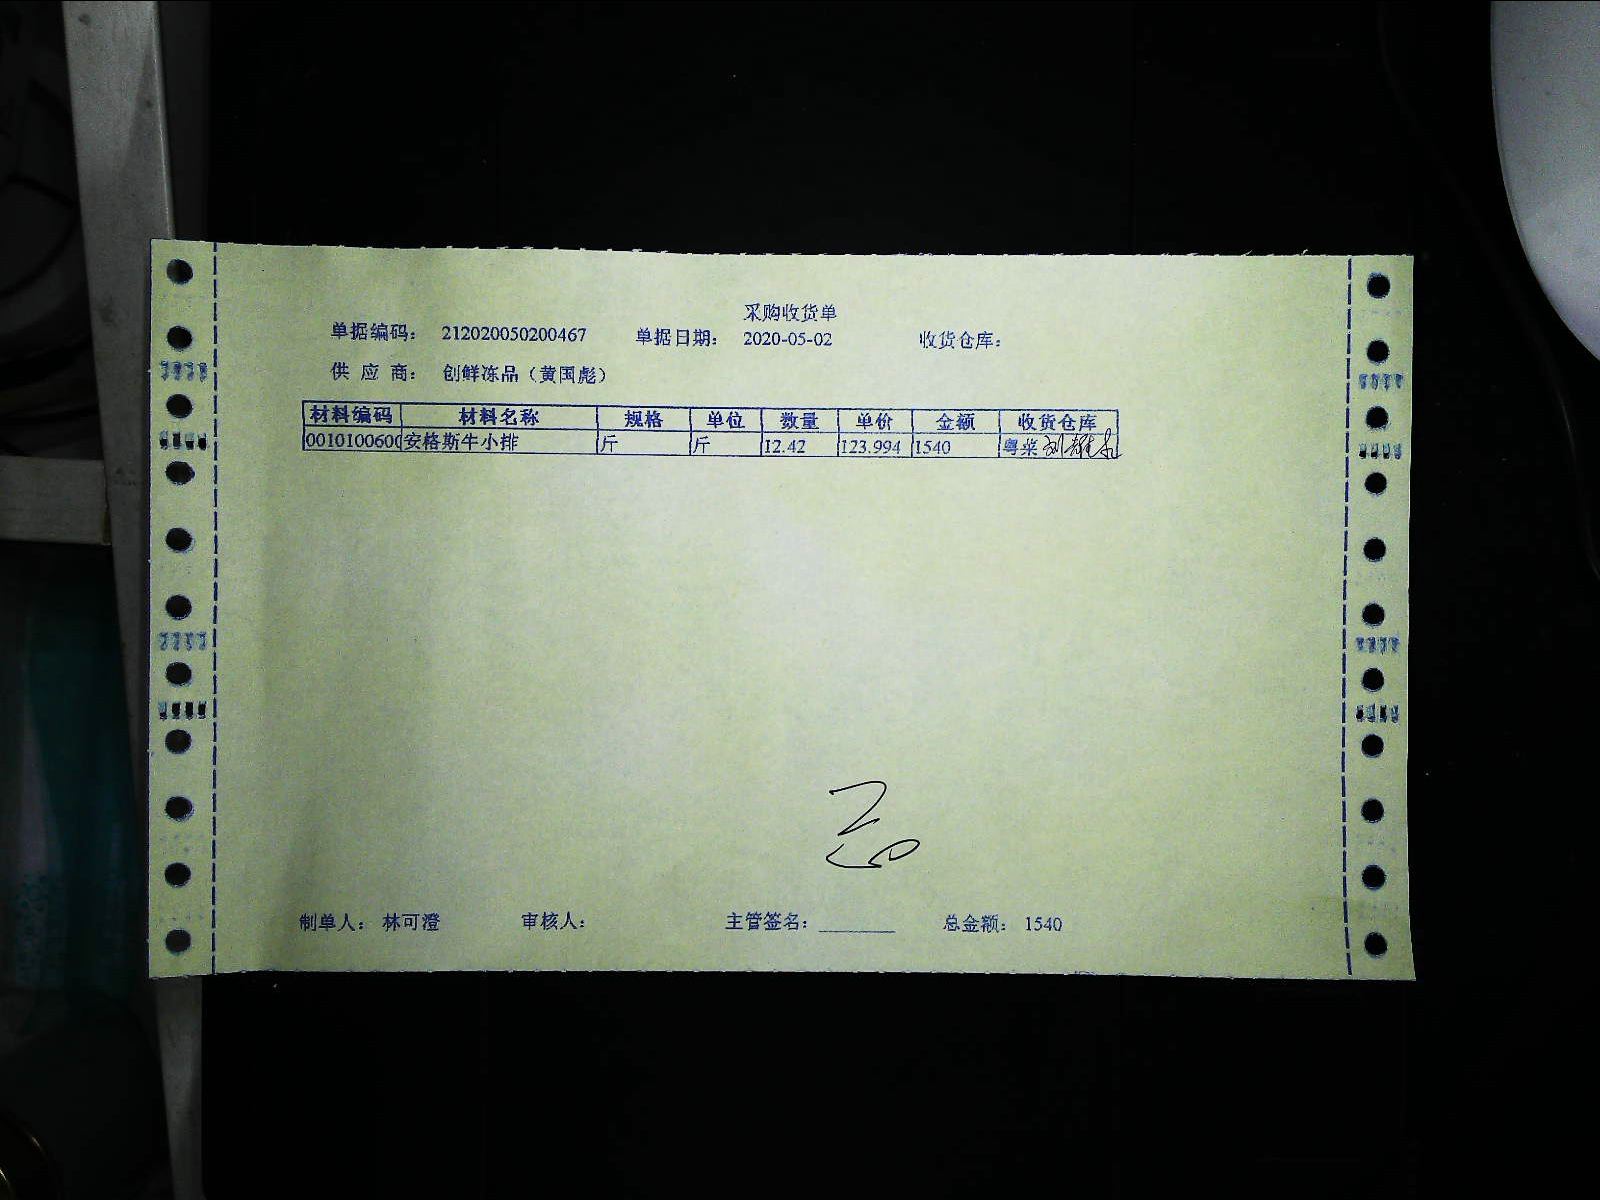 采购收货单
单据编码： 212020050200467 单据日期： 2020-05-02 收货仓库：
供 应 商： 创鲜冻品（黄国彪）
材料编码 材料名称 规格 单位 数量 单价 金额 收货仓库
0010100600 安格斯牛小排 斤 斤 12.42 123.994 1540 粤菜
制单人： 林可澄 审核人： 主管签名：________ 总金额： 1540